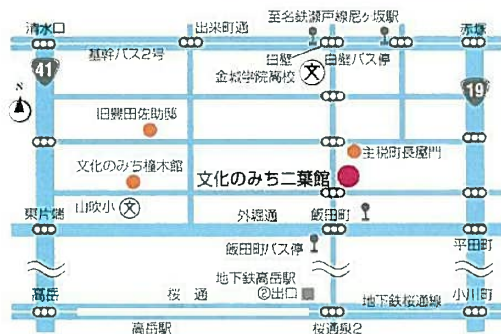 至名鉄瀬戸線尼ヶ坂駅
清水口
出来町通
赤塚
基幹バス2号
白壁
白壁バス停
金城学院高校
文
41
19
N
旧豊田佐助邸
主税町長屋門
文化のみち橦木館
文化のみち二葉館
山吹小
文
東片端
外堀通
飯田町
平田町
飯田町バス停
地下鉄高岳駅
②出口
高岳
桜通
地下鉄桜通線
小川町
高岳駅
桜通泉2